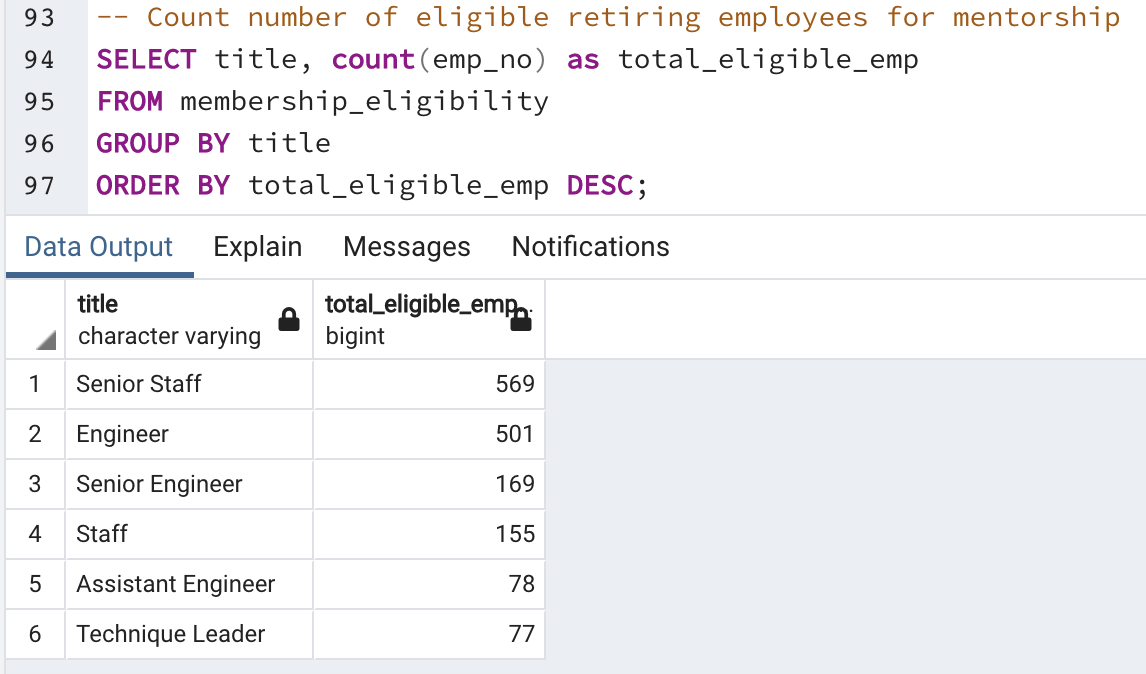 93 -- Count number of eligible retiring employees for mentorship
94 SELECT title, count(emp_no) as total_eligible_emp
95 FROM membership_eligibility
96 GROUP BY title
97 ORDER BY total_eligible_emp DESC;
Data Output Explain Messages Notifications
title total_eligible_emp..
character varying bigint
1 Senior Staff 569
2 Engineer 501
3 Senior Engineer 169
4 Staff 155
5 Assistant Engineer 78
6 Technique Leader 77